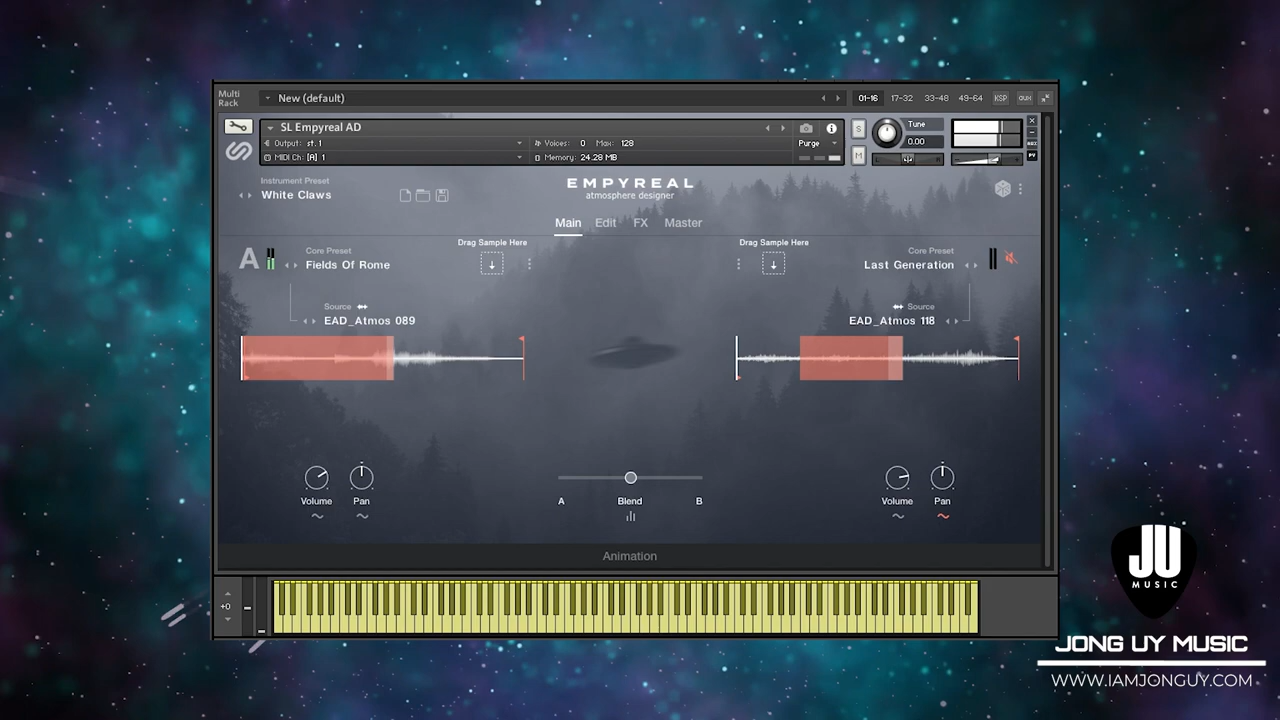 Multi
Rack
New (default)
01-16 17-32 33-48 49-64 KSP aux
SL Empyreal AD
Output: st. 1
Voices: 0 Max: 128
Purge
MIDI Ch: [A] 1
Memory: 24.28 MB
S
M
Tune
0.00
AUX
PV
Instrument Preset
White Claws
EMPYREAL
atmosphere designer
Main Edit FX Master
A
Core Preset
Fields Of Rome
Drag Sample Here
Drag Sample Here
Core Preset
Last Generation
Source
EAD_Atmos 089
Source
EAD_Atmos 118
Volume Pan
A Blend B
Volume Pan
Animation
+0
JU
MUSIC
JONG UY MUSIC
WWW.IAMJONGUY.COM